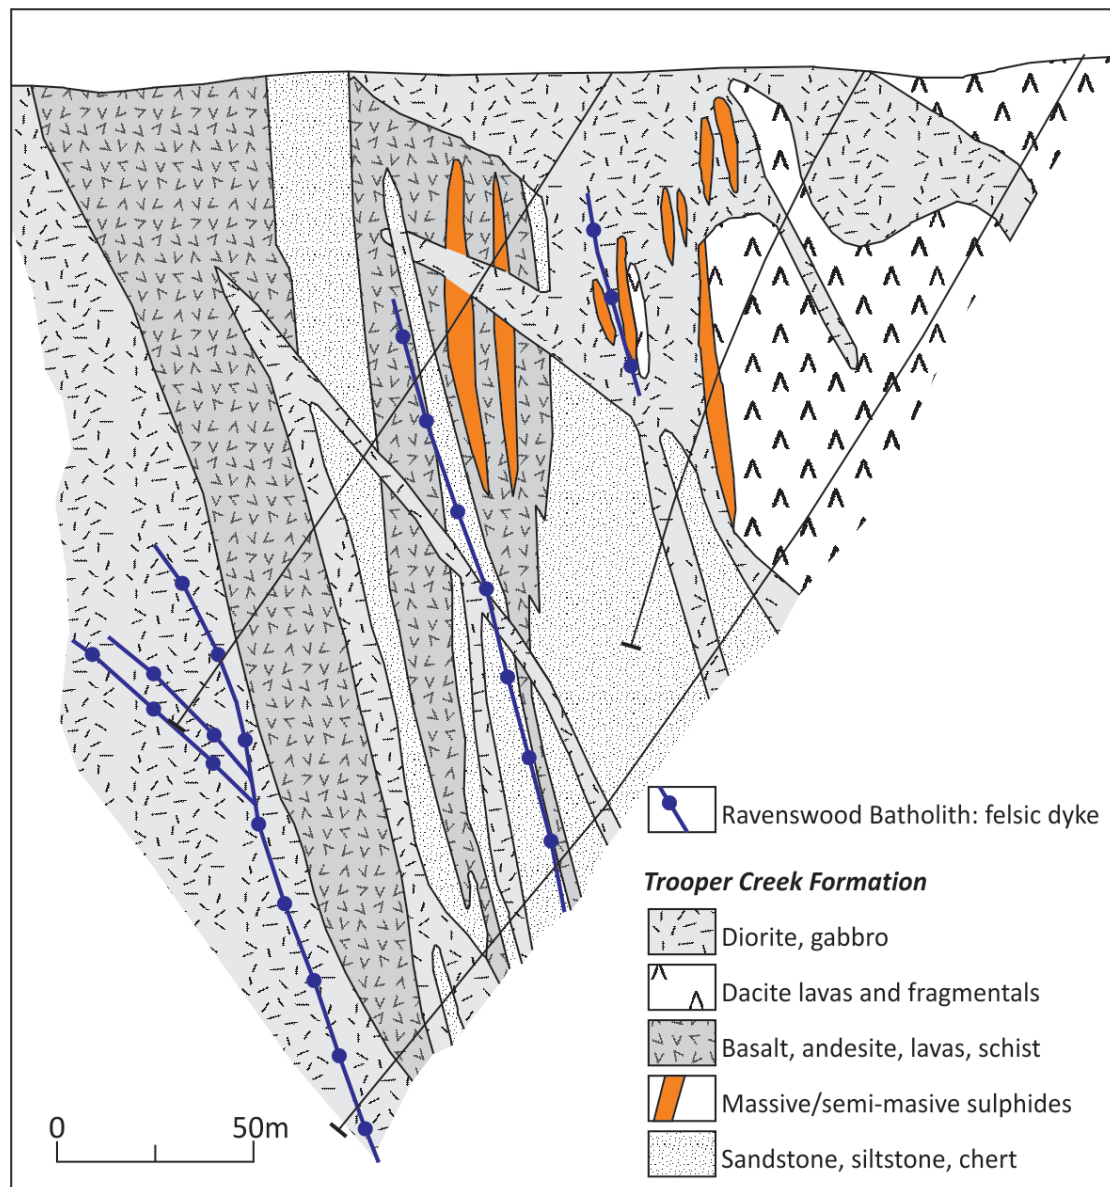 Ravenswood Batholith: felsic dyke
Trooper Creek Formation
Diorite, gabbro
Dacite lavas and fragmentals
Basalt, andesite, lavas, schist
Massive/semi-masive sulphides
Sandstone, siltstone, chert
0 50m